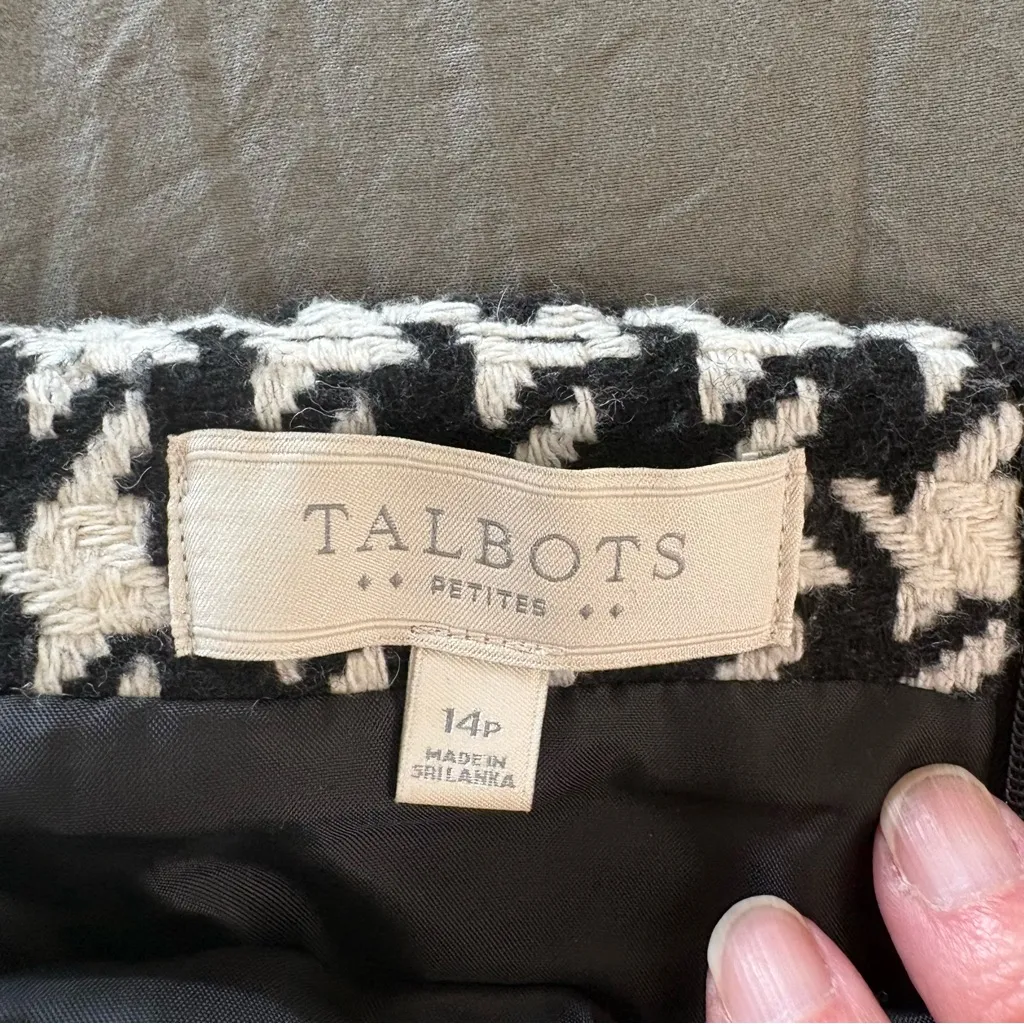 TALBOTS
PETITES
14P
MADE IN
SRI LANKA